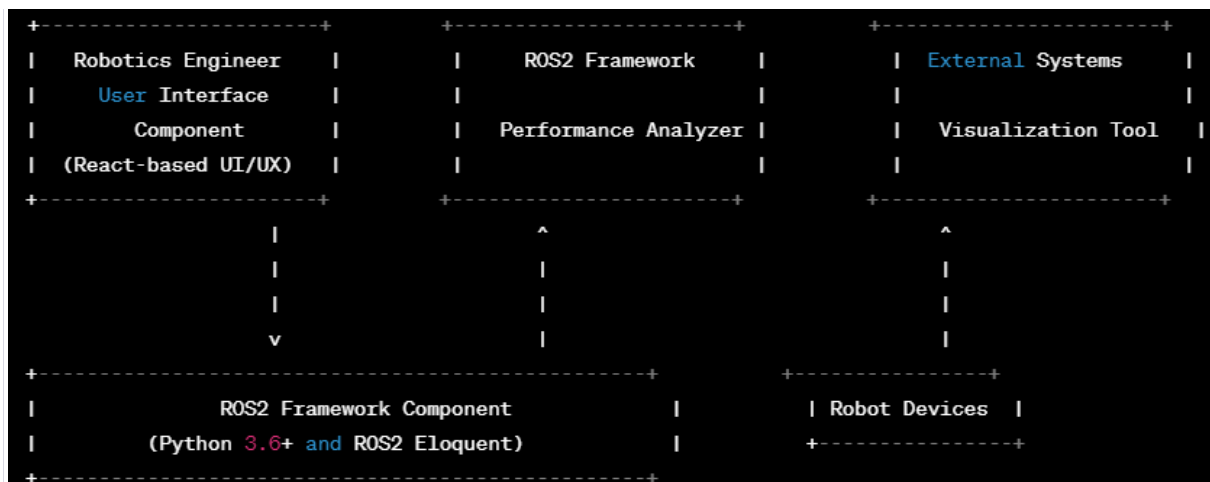 +-----------------------+ +-----------------------+ +-----------------------+
| Robotics Engineer | | ROS2 Framework | | External Systems |
| User Interface | | | | |
| Component | | Performance Analyzer | | Visualization Tool |
| (React-based UI/UX) | | | | |
+-----------------------+ +-----------------------+ +-----------------------+
| ^ ^
| | |
| | |
v | |
+--------------------------------------------------+ +----------------+
| ROS2 Framework Component | | Robot Devices |
| (Python 3.6+ and ROS2 Eloquent) | +----------------+
+--------------------------------------------------+